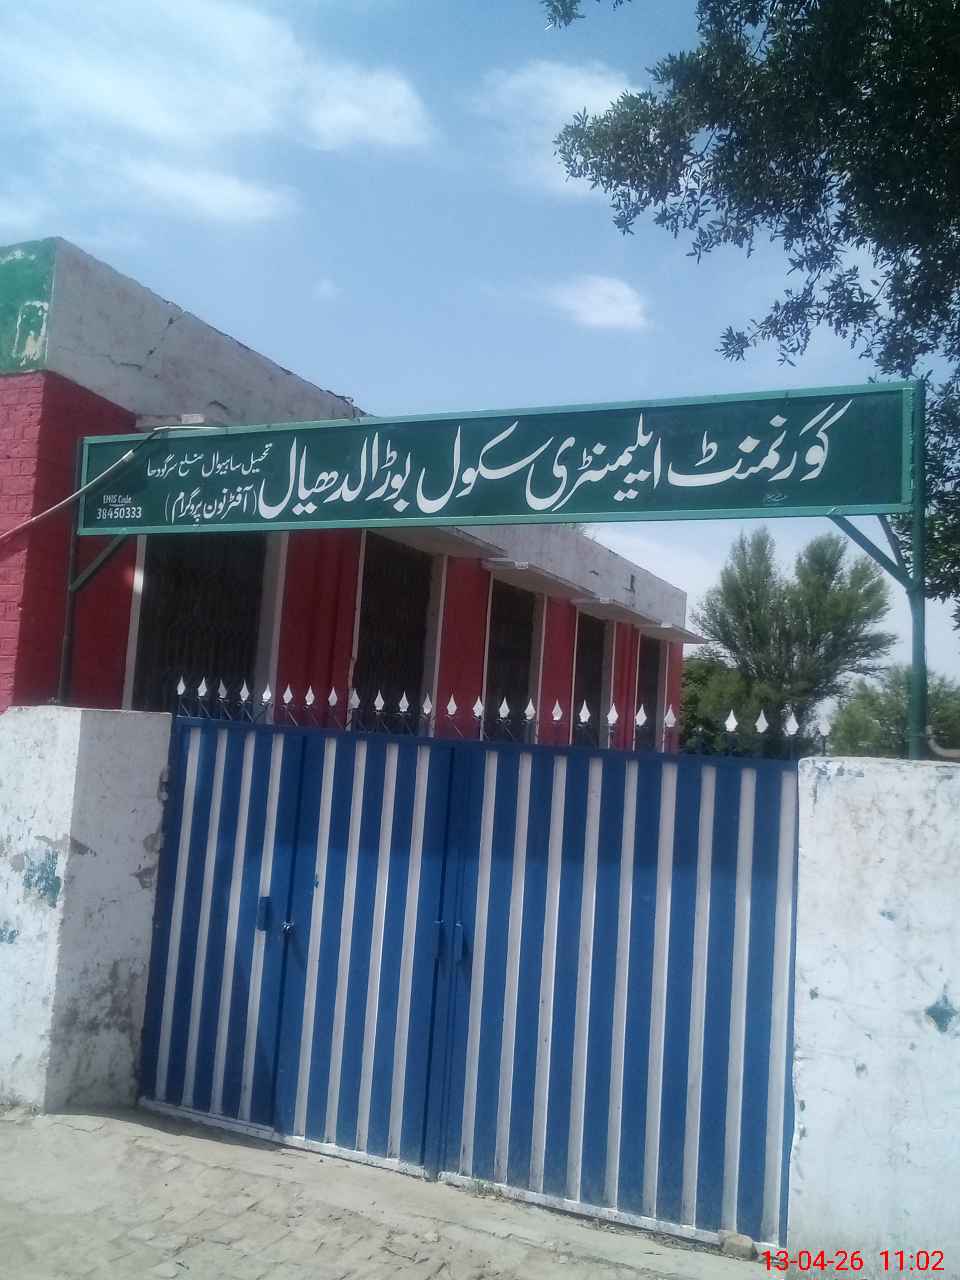 گورنمنٹ ایلیمنٹری سکول بوڑالدھیال
(آفٹرنون پروگرام)
تحصیل ساہیوال ضلع سرگودھا
EMIS Code
38450333
13-04-26 11:02